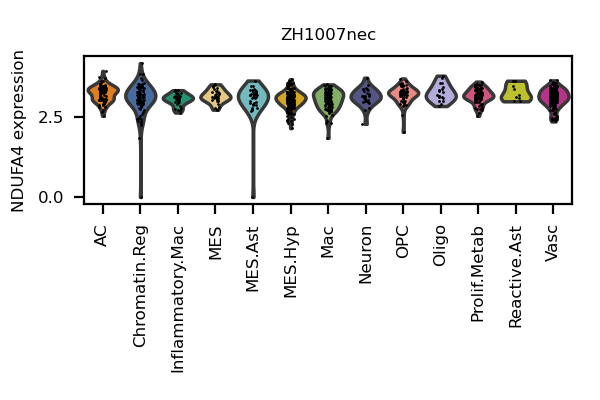 ZH1007nec
NDUFA4 expression
2.5
0.0
AC
Chromatin.Reg
Inflammatory.Mac
MES
MES.Ast
MES.Hyp
Mac
Neuron
OPC
Oligo
Prolif.Metab
Reactive.Ast
Vasc